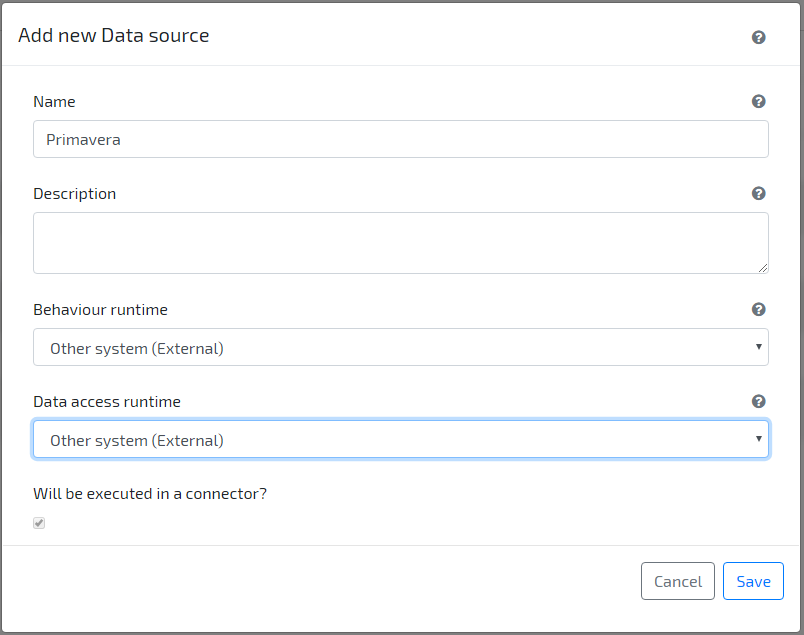 Add new Data source
Name
Primavera
Description
Behaviour runtime
Other system (External)
Data access runtime
Other system (External)
Will be executed in a connector?
Cancel Save